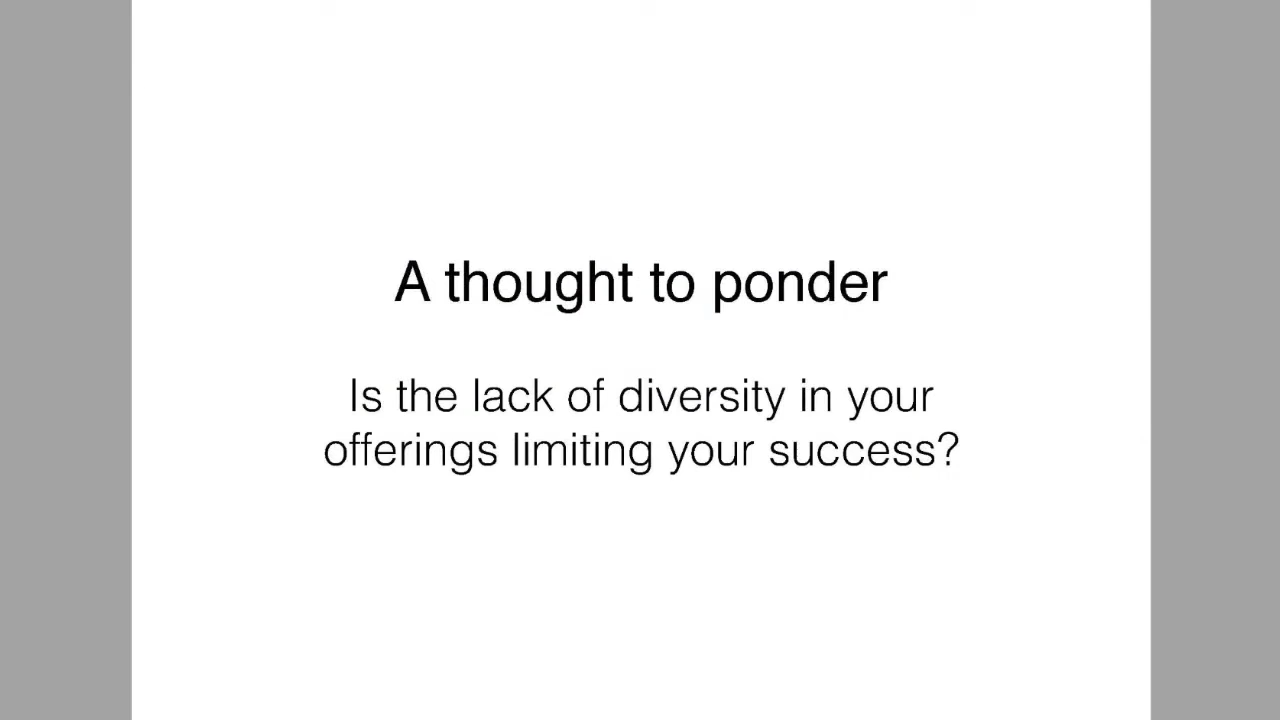 A thought to ponder
Is the lack of diversity in your
offerings limiting your success?